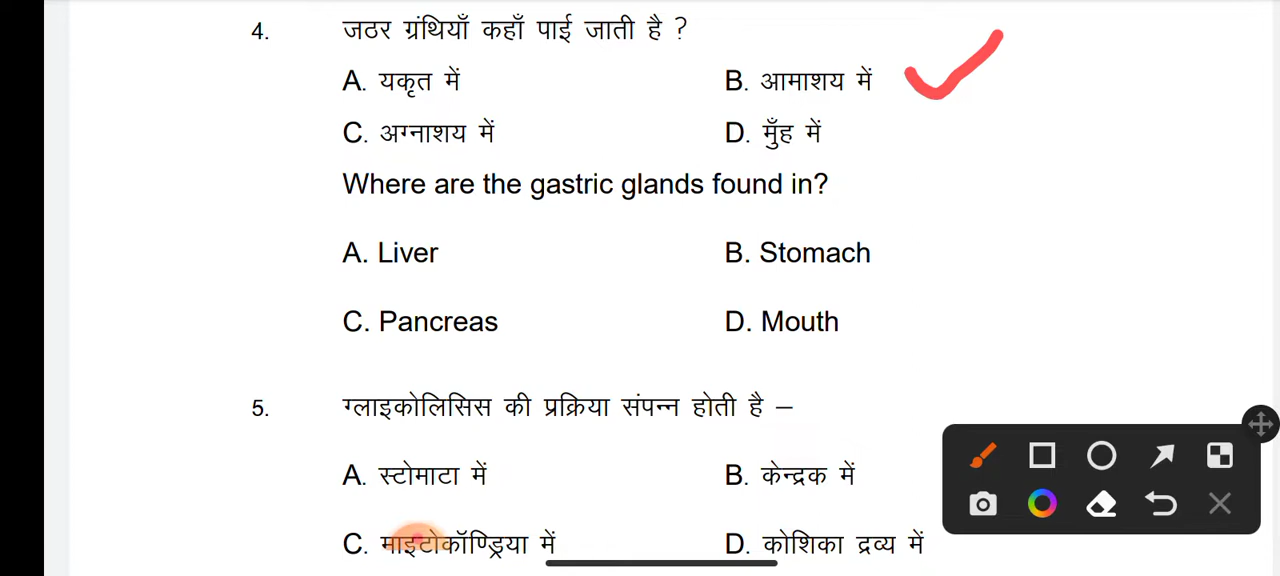 4. जठर ग्रंथियाँ कहाँ पाई जाती है ?
A. यकृत में B. आमाशय में
C. अग्नाशय में D. मुँह में
Where are the gastric glands found in?
A. Liver B. Stomach
C. Pancreas D. Mouth
5. ग्लाइकोलिसिस की प्रक्रिया संपन्न होती है –
A. स्टोमाटा में B. केन्द्रक में
C. माइटोकॉण्ड्रिया में D. कोशिका द्रव्य में